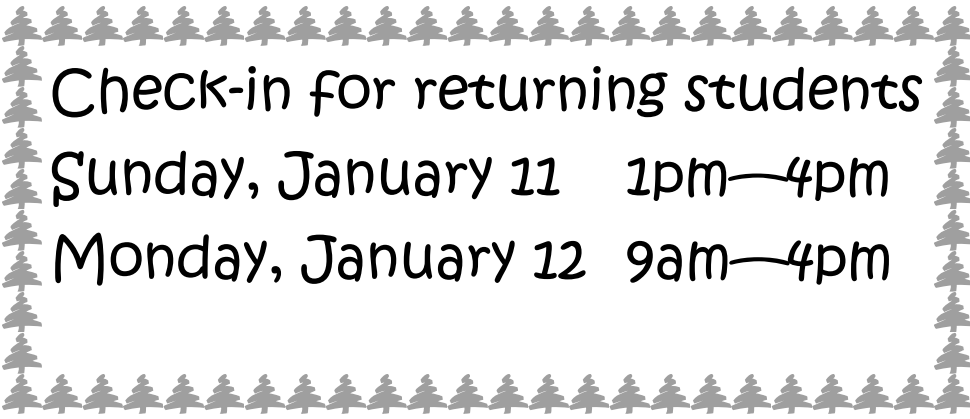 Check-in for returning students
Sunday, January 11 1pm—4pm
Monday, January 12 9am—4pm